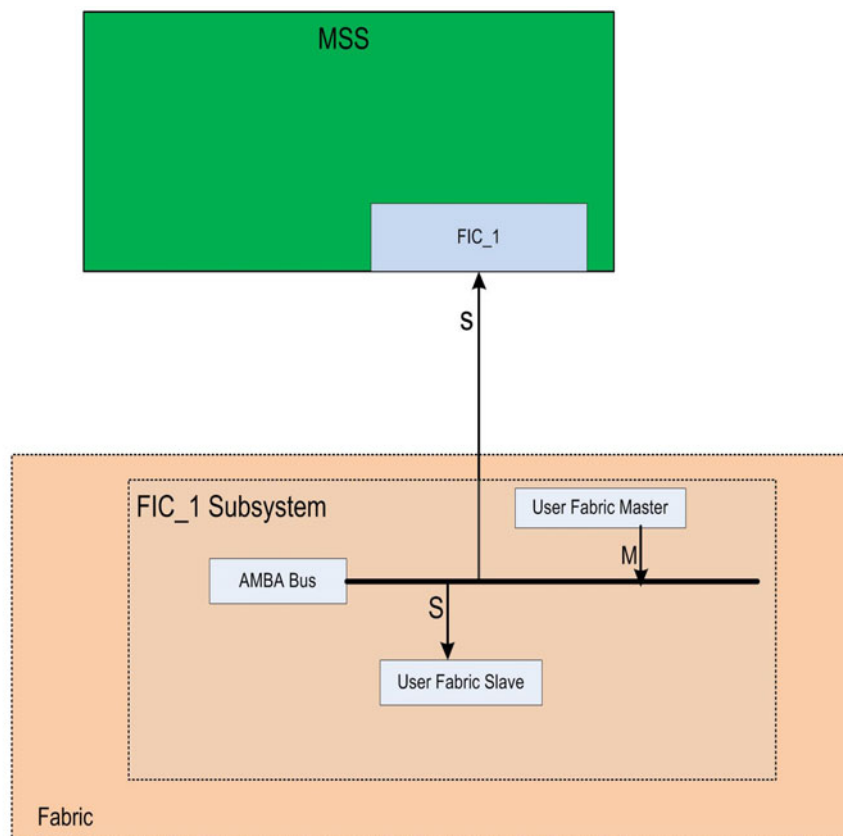 MSS
FIC_1
S
FIC_1 Subsystem
User Fabric Master
M
AMBA Bus
S
User Fabric Slave
Fabric